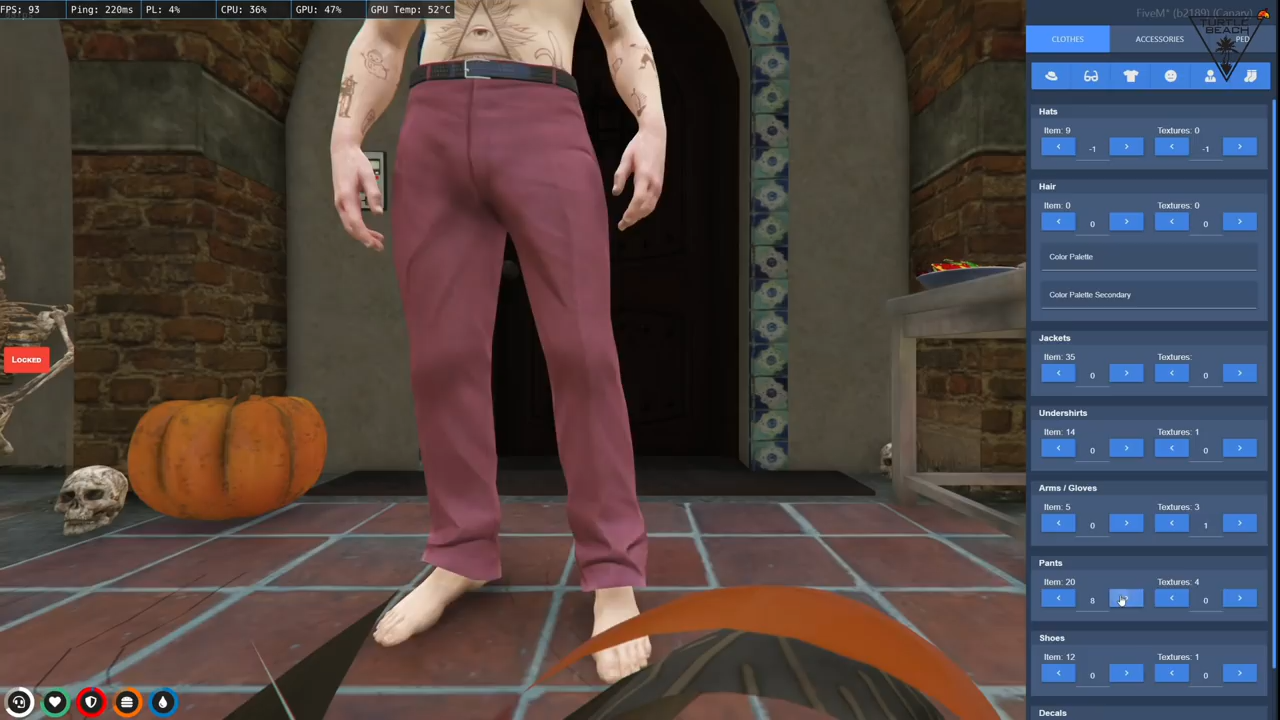 FPS: 93 Ping: 220ms PL: 4% CPU: 36% GPU: 47% GPU Temp: 52°C
FiveM* (b2189) (Canary)
TURTLE
BEACH
CLOTHES ACCESSORIES PED
Hats
Item: 9 Textures: 0
< -1 > < -1 >
Hair
Item: 0 Textures: 0
< 0 > < 0 >
Color Palette
Color Palette Secondary
Jackets
Item: 35 Textures:
< 0 > < 0 >
Undershirts
Item: 14 Textures: 1
< 0 > < 0 >
Arms / Gloves
Item: 5 Textures: 3
< 0 > < 1 >
Pants
Item: 20 Textures: 4
< 8 < 0 >
Shoes
Item: 12 Textures: 1
< 0 > < 0 >
Decals
LOCKED